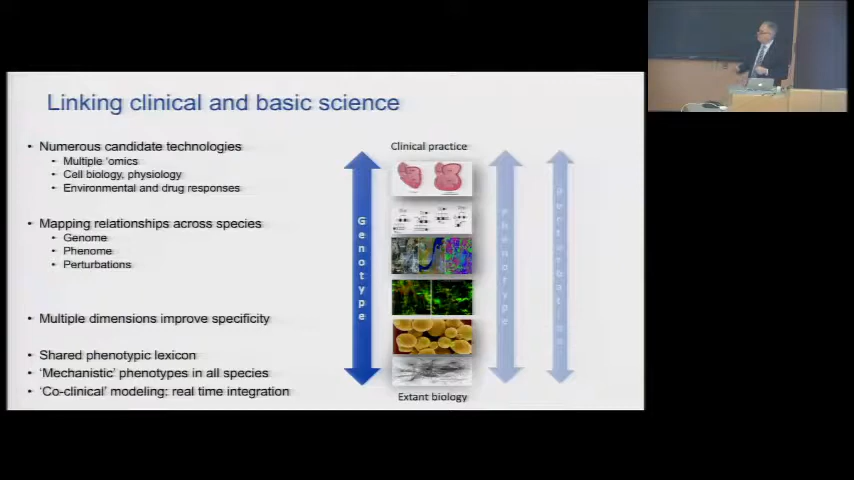 Linking clinical and basic science
• Numerous candidate technologies
• Multiple 'omics
• Cell biology, physiology
• Environmental and drug responses
• Mapping relationships across species
• Genome
• Phenome
• Perturbations
• Multiple dimensions improve specificity
• Shared phenotypic lexicon
• 'Mechanistic' phenotypes in all species
• 'Co-clinical' modeling: real time integration
Clinical practice
Genotype
Phenotype
Perturbation
Extant biology